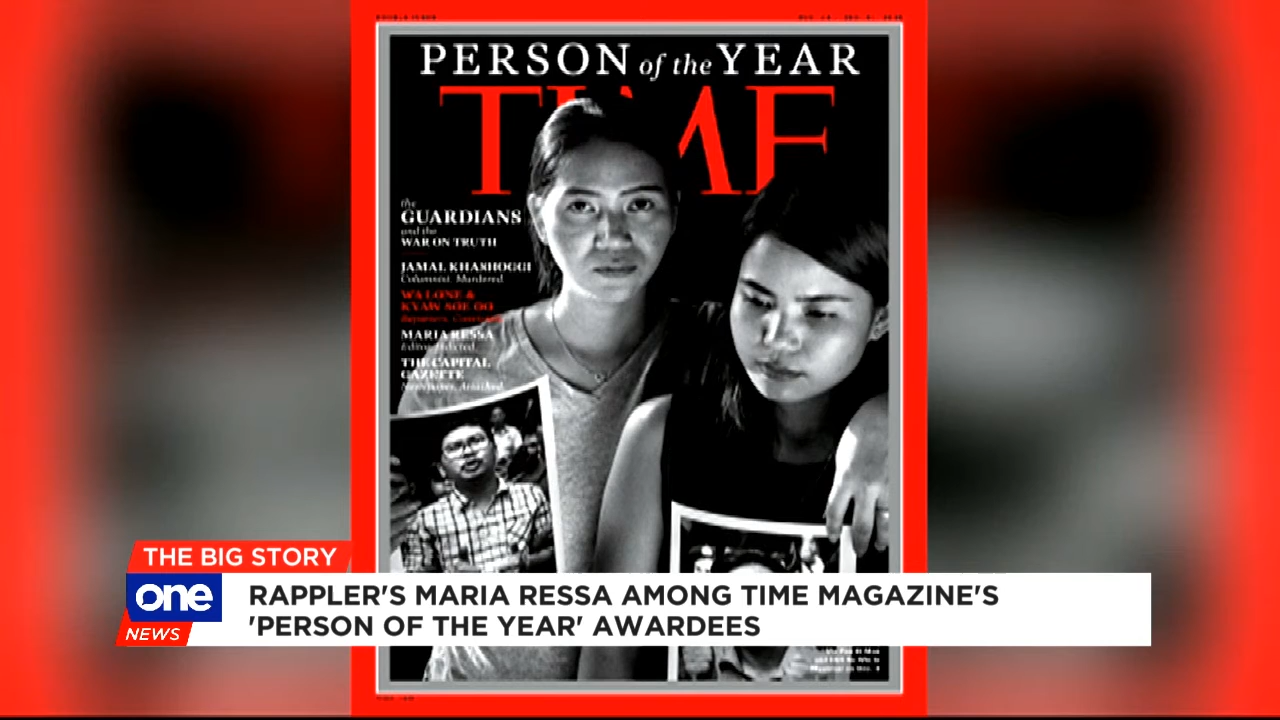 PERSON of the YEAR
TIME
the
GUARDIANS
and the
WAR ON TRUTH
JAMAL KHASHOGGI
Columnist. Murdered.
WA LONE &
KYAW SOE OO
MARIA RESSA
THE CAPITAL
GAZETTE
THE BIG STORY
one
NEWS
RAPPLER'S MARIA RESSA AMONG TIME MAGAZINE'S
'PERSON OF THE YEAR' AWARDEES